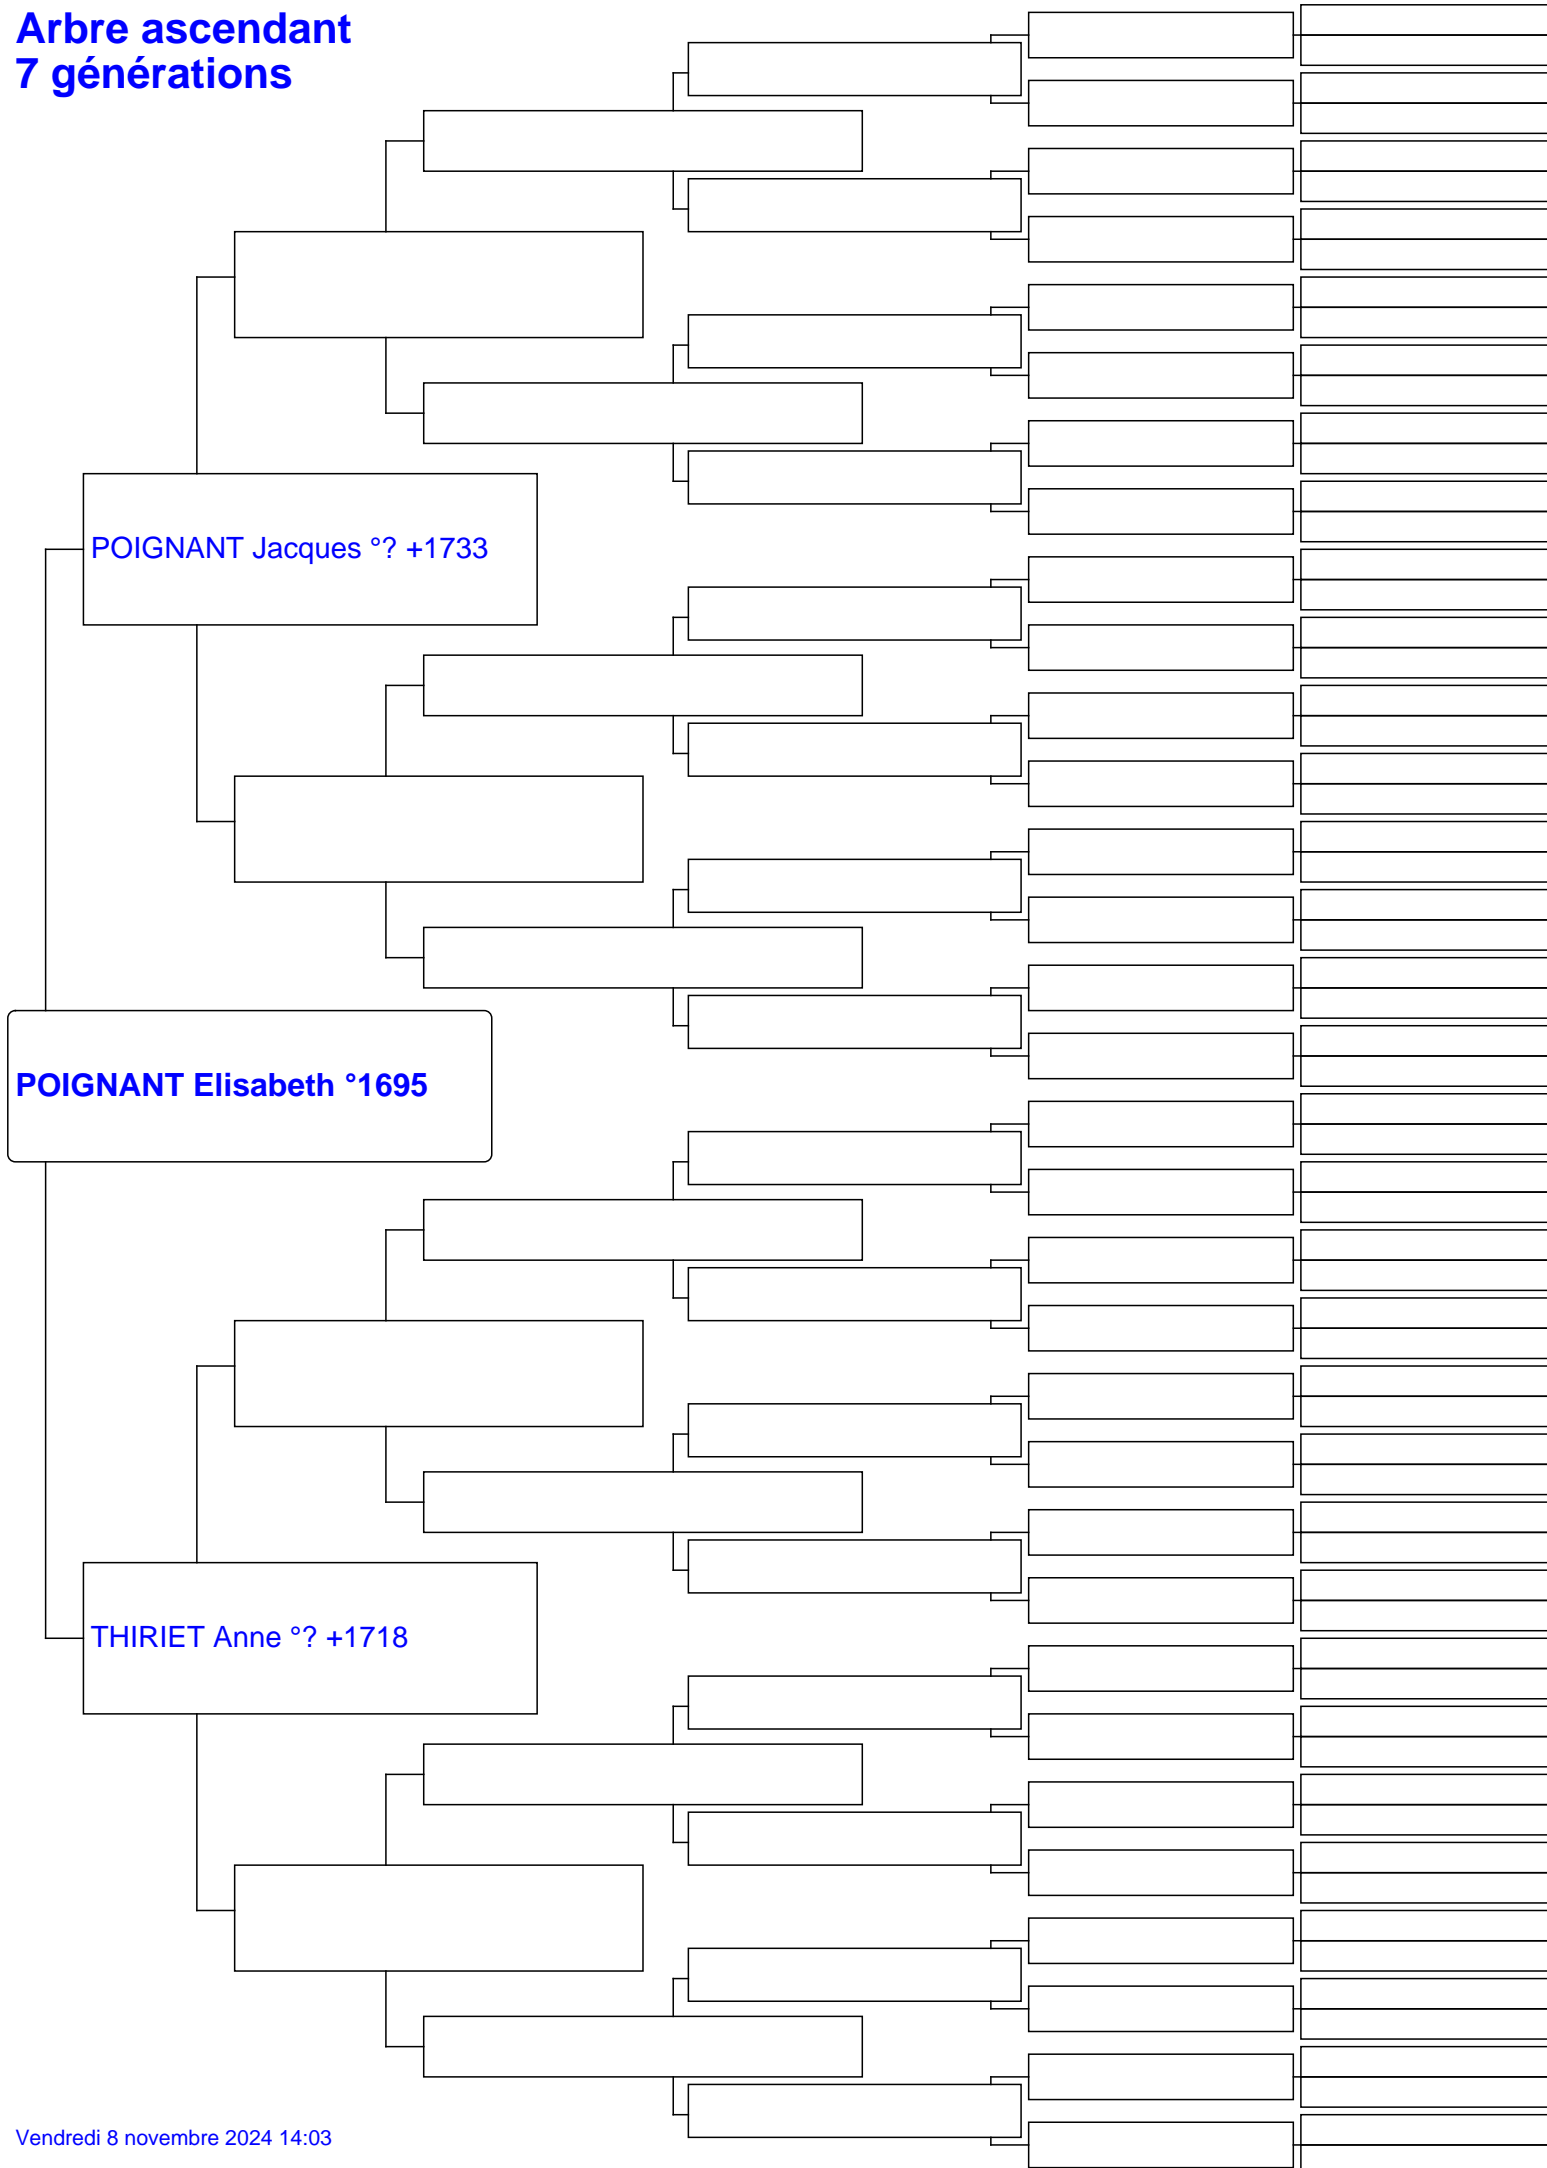 Arbre ascendant
7 générations
POIGNANT Jacques °? +1733
POIGNANT Elisabeth °1695
THIRIET Anne °? +1718
Vendredi 8 novembre 2024 14:03